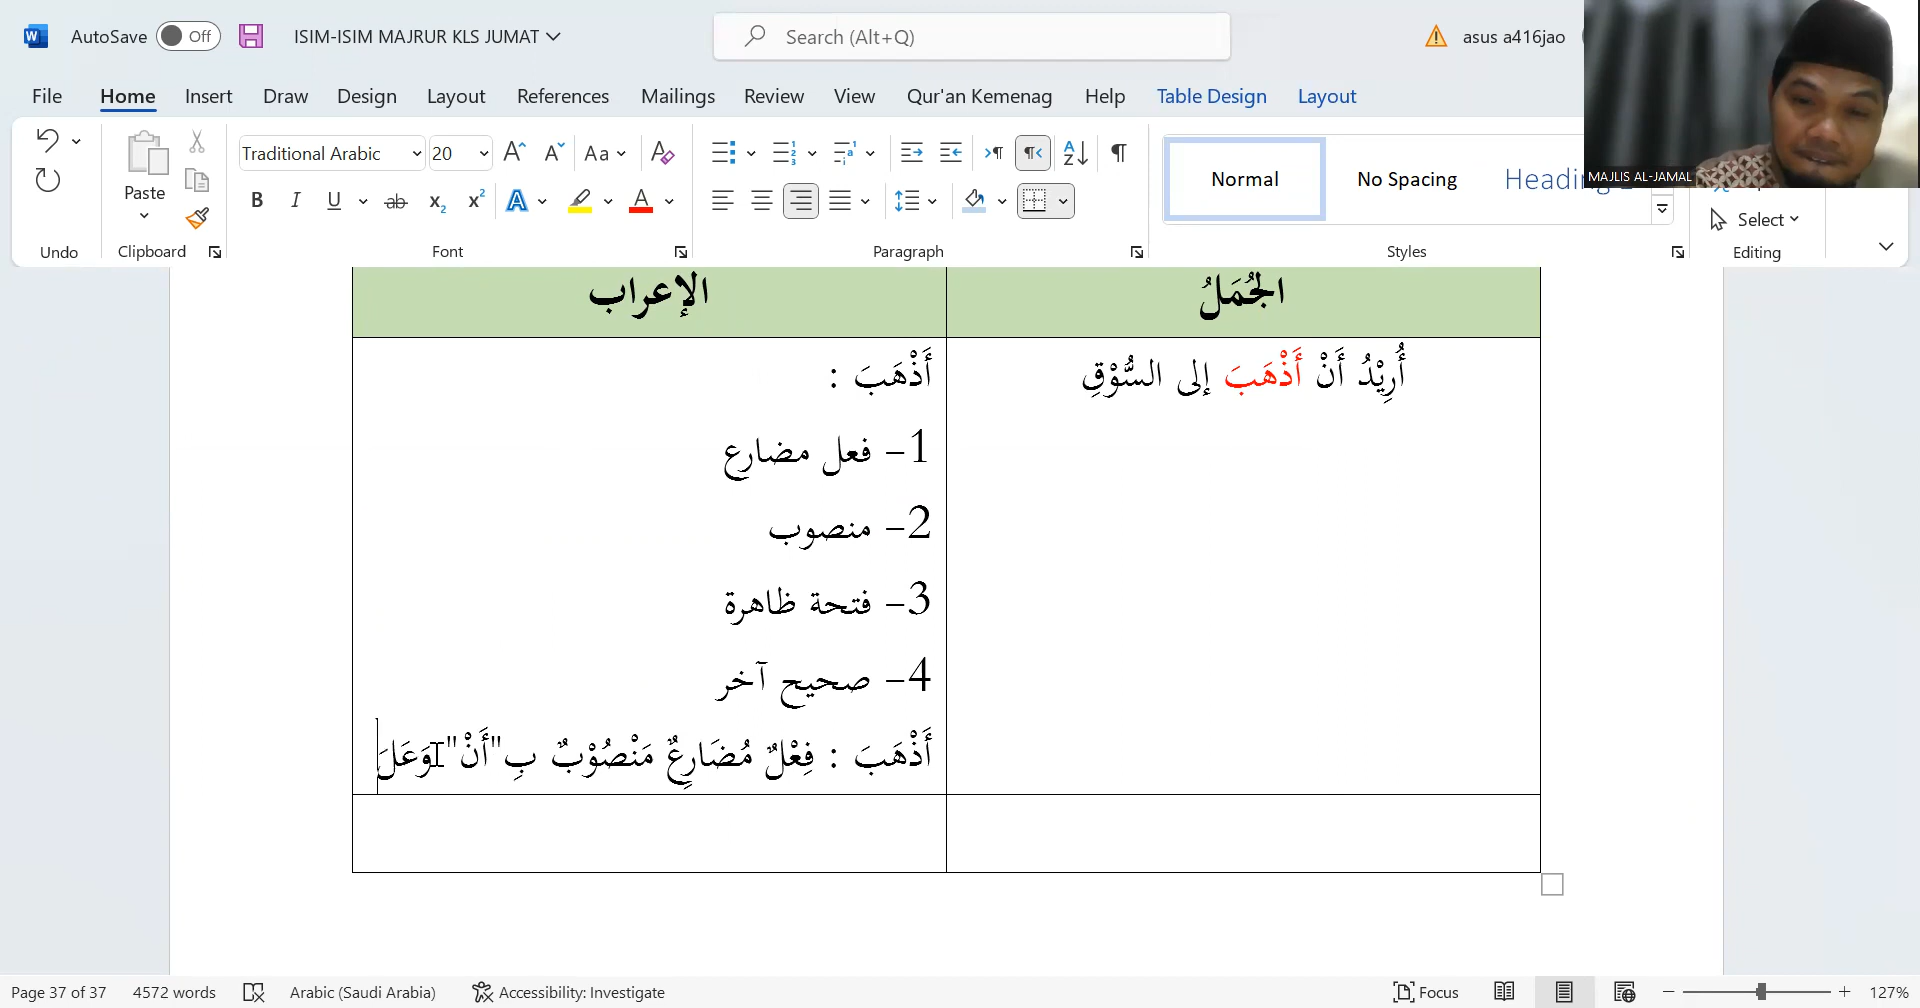 AutoSave Off ISIM-ISIM MAJRUR KLS JUMAT Search (Alt+Q) asus a416jao
File Home Insert Draw Design Layout References Mailings Review View Qur'an Kemenag Help Table Design Layout
MAJLIS AL-JAMAL
Traditional Arabic 20
Paste
Normal No Spacing Heading
Select
Undo Clipboard Font Paragraph Styles Editing
الجُمَلُ
الإعراب
أُرِيْدُ أَنْ أَذْهَبَ إلى السُّوْقِ
أَذْهَبَ :
1- فعل مضارع
2- منصوب
3- فتحة ظاهرة
4- صحيح آخر
أَذْهَبَ : فِعْلٌ مُضَارِعٌ مَنْصُوْبٌ بِ"أَنْ" وَعَلَ
Page 37 of 37 4572 words Arabic (Saudi Arabia) Accessibility: Investigate Focus 127%